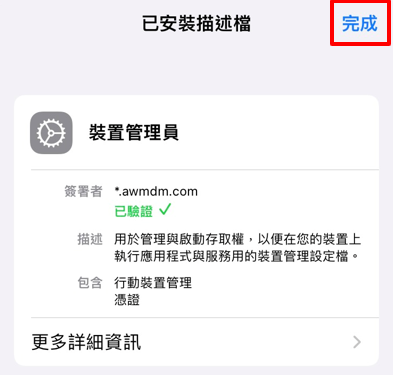 已安裝描述檔
完成
裝置管理員
簽署者 *.awmdm.com
已驗證
描述 用於管理與啟動存取權，以便在您的裝置上
執行應用程式與服務用的裝置管理設定檔。
包含 行動裝置管理
憑證
更多詳細資訊